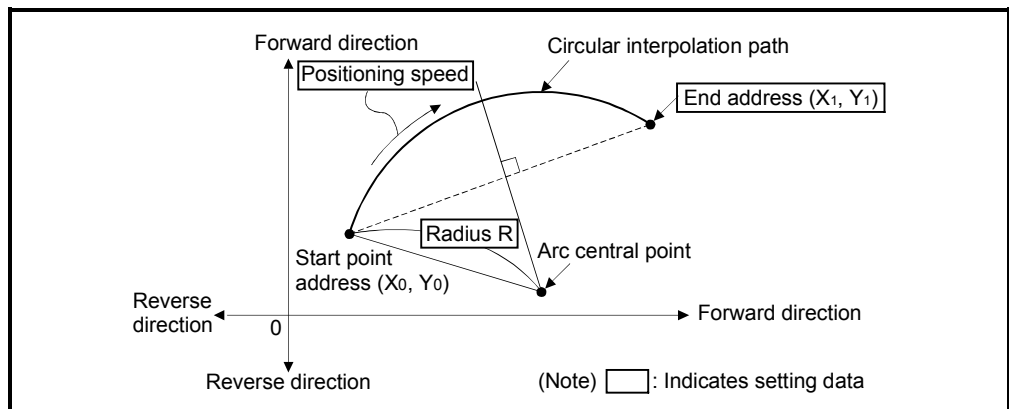 Forward direction
Circular interpolation path
Positioning speed
End address (X1, Y1)
Radius R
Arc central point
Start point
address (X0, Y0)
Reverse
direction
0
Forward direction
Reverse direction
(Note) : Indicates setting data